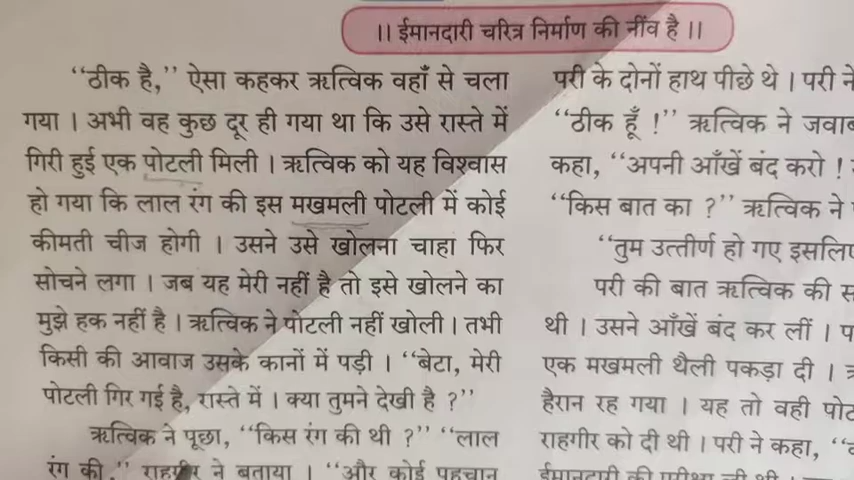 ।। ईमानदारी चरित्र निर्माण की नींव है ।।
“ठीक है,” ऐसा कहकर ऋत्विक वहाँ से चला
गया । अभी वह कुछ दूर ही गया था कि उसे रास्ते में
गिरी हुई एक पोटली मिली । ऋत्विक को यह विश्वास
हो गया कि लाल रंग की इस मखमली पोटली में कोई
कीमती चीज होगी । उसने उसे खोलना चाहा फिर
सोचने लगा । जब यह मेरी नहीं है तो इसे खोलने का
मुझे हक नहीं है । ऋत्विक ने पोटली नहीं खोली । तभी
किसी की आवाज उसके कानों में पड़ी । “बेटा, मेरी
पोटली गिर गई है, रास्ते में । क्या तुमने देखी है ?”
ऋत्विक ने पूछा, “किस रंग की थी ?” “लाल
रंग की,” राहगीर ने बताया । “और कोई पहचान
परी के दोनों हाथ पीछे थे । परी ने
“ठीक हूँ !” ऋत्विक ने
कहा, “अपनी आँखें बंद करो !
“किस बात का ?” ऋत्विक ने
“तुम उत्तीर्ण हो गए
परी की बात ऋत्विक की
थी । उसने आँखें बंद कर लीं ।
एक मखमली थैली पकड़ा दी ।
हैरान रह गया । यह तो वही
राहगीर को दी थी । परी ने कहा,
ईमानदारी की परीक्षा ली थी ।